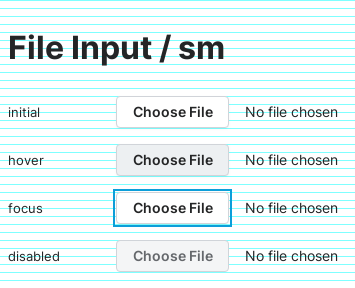 File Input / sm
initial Choose File No file chosen
hover Choose File No file chosen
focus Choose File No file chosen
disabled Choose File No file chosen